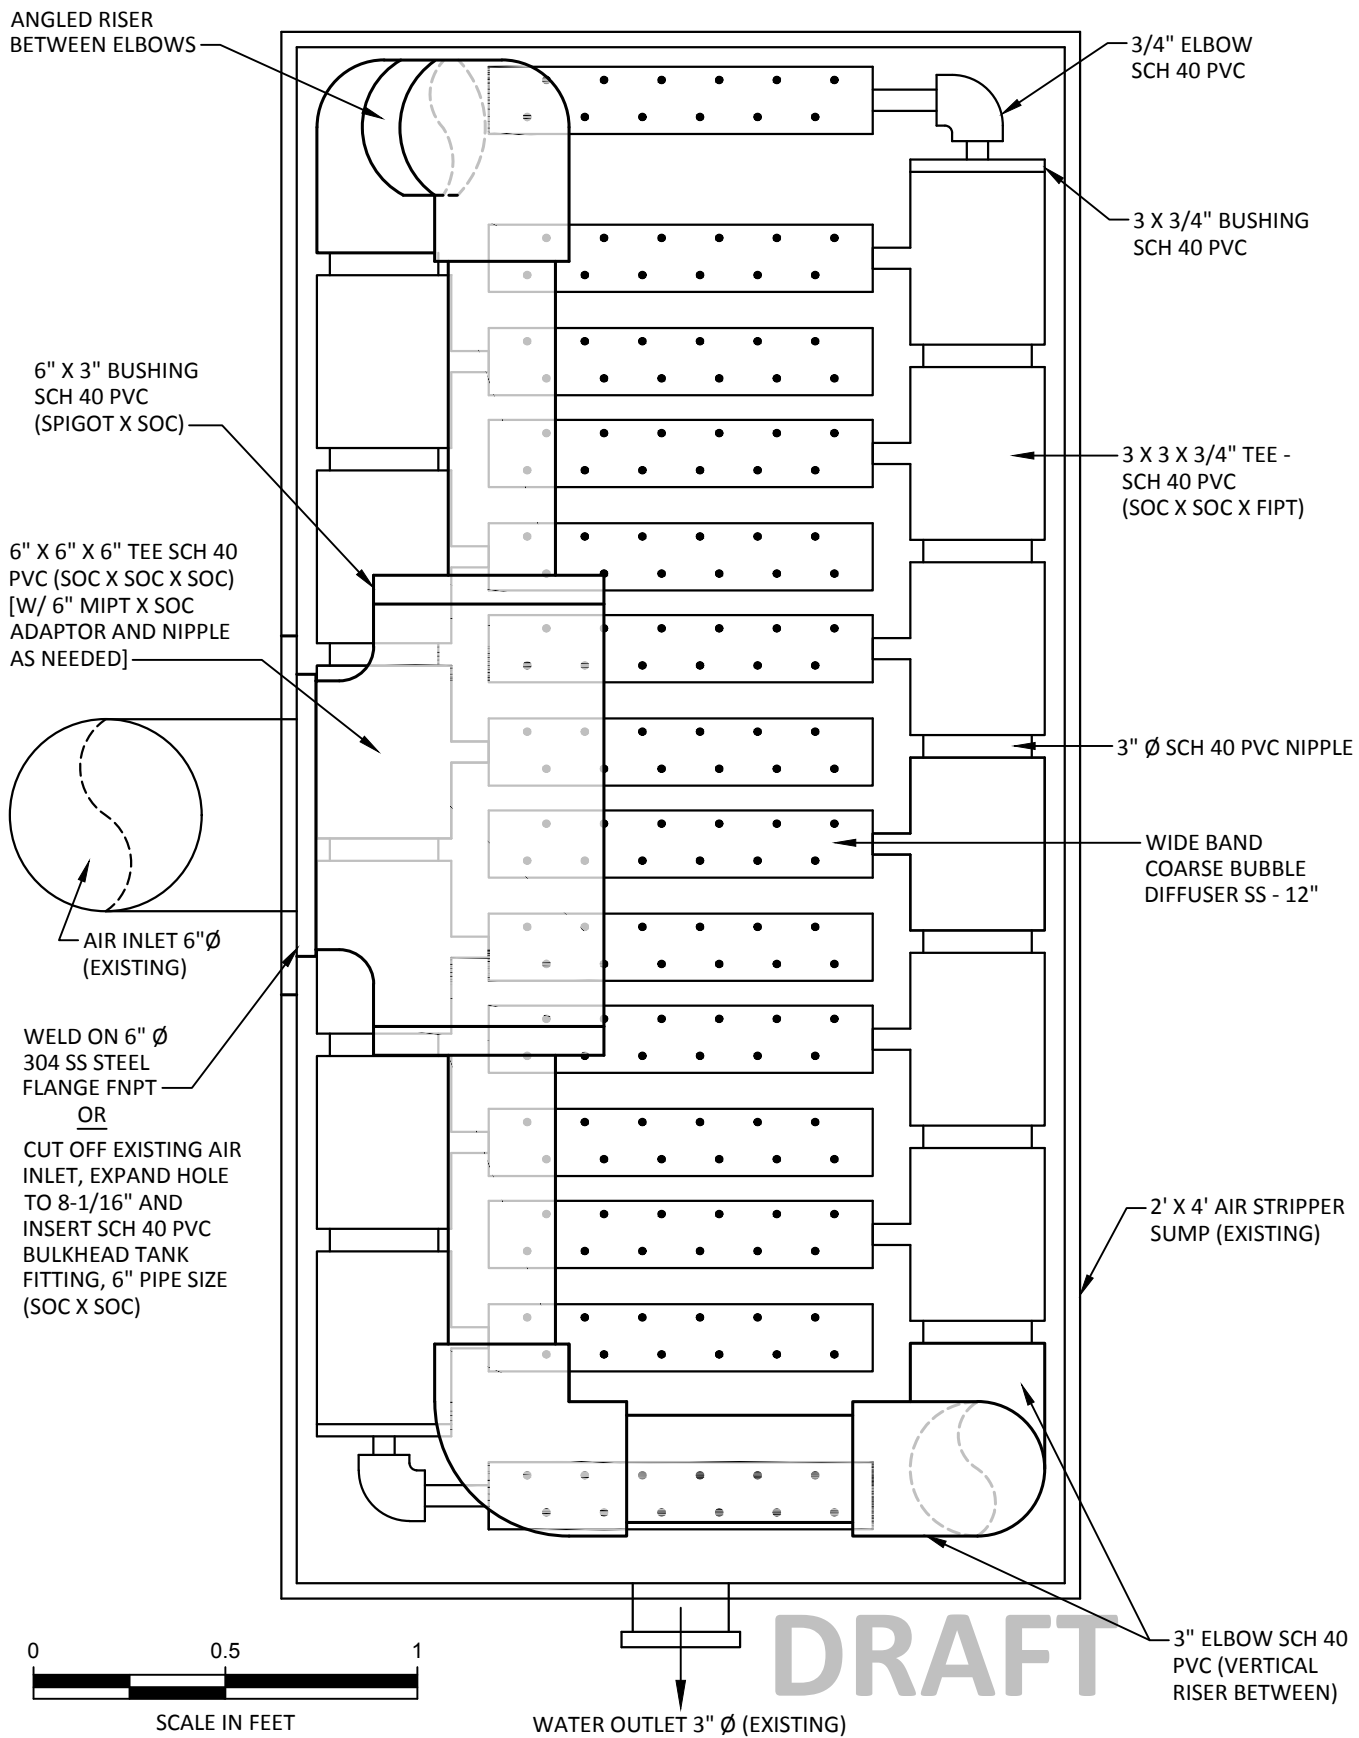 ANGLED RISER
BETWEEN ELBOWS
3/4" ELBOW
SCH 40 PVC
3 X 3/4" BUSHING
SCH 40 PVC
6" X 3" BUSHING
SCH 40 PVC
(SPIGOT X SOC)
3 X 3 X 3/4" TEE -
SCH 40 PVC
(SOC X SOC X FIPT)
6" X 6" X 6" TEE SCH 40
PVC (SOC X SOC X SOC)
[W/ 6" MIPT X SOC
ADAPTOR AND NIPPLE
AS NEEDED]
3" Ø SCH 40 PVC NIPPLE
WIDE BAND
COARSE BUBBLE
DIFFUSER SS - 12"
AIR INLET 6"Ø
(EXISTING)
WELD ON 6" Ø
304 SS STEEL
FLANGE FNPT
OR
CUT OFF EXISTING AIR
INLET, EXPAND HOLE
TO 8-1/16" AND
INSERT SCH 40 PVC
BULKHEAD TANK
FITTING, 6" PIPE SIZE
(SOC X SOC)
2' X 4' AIR STRIPPER
SUMP (EXISTING)
3" ELBOW SCH 40
PVC (VERTICAL
RISER BETWEEN)
DRAFT
0 0.5 1
SCALE IN FEET
WATER OUTLET 3" Ø (EXISTING)